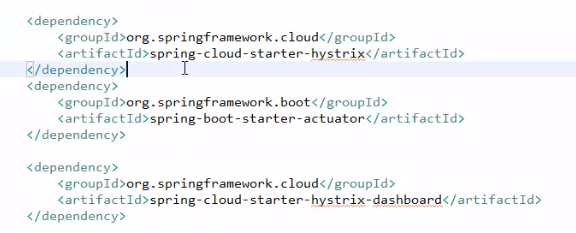 <dependency>
<groupId>org.springframework.cloud</groupId>
<artifactId>spring-cloud-starter-hystrix</artifactId>
</dependency>
<dependency>
<groupId>org.springframework.boot</groupId>
<artifactId>spring-boot-starter-actuator</artifactId>
</dependency>
<dependency>
<groupId>org.springframework.cloud</groupId>
<artifactId>spring-cloud-starter-hystrix-dashboard</artifactId>
</dependency>